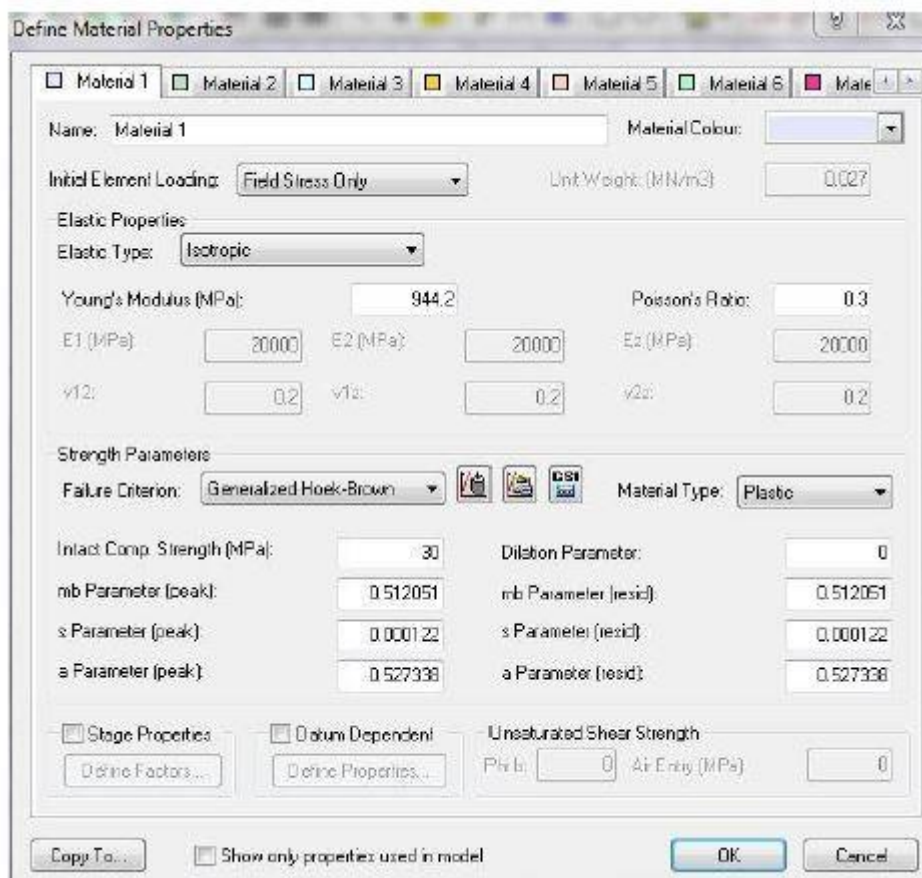 Define Material Properties
Material 1 Material 2 Material 3 Material 4 Material 5 Material 6 Mate
Name: Material 1 Material Colour:
Initial Element Loading: Field Stress Only Unit Weight (MN/m3) 0.027
Elastic Properties
Elastic Type: Isotropic
Young's Modulus (MPa): 944.2 Poisson's Ratio: 0.3
E1 (MPa): 20000 E2 (MPa): 20000 Ez (MPa): 20000
v12: 0.2 v1z: 0.2 v2z: 0.2
Strength Parameters
Failure Criterion: Generalized Hoek-Brown GSI Material Type: Plastic
Intact Comp. Strength (MPa): 30 Dilation Parameter: 0
mb Parameter (peak): 0.512051 mb Parameter (resid): 0.512051
s Parameter (peak): 0.000122 s Parameter (resid): 0.000122
a Parameter (peak): 0.527338 a Parameter (resid): 0.527338
Stage Properties Datum Dependent Unsaturated Shear Strength
Define Factors... Define Properties... Phi b: 0 Air Entry (MPa) 0
Copy To... Show only properties used in model OK Cancel